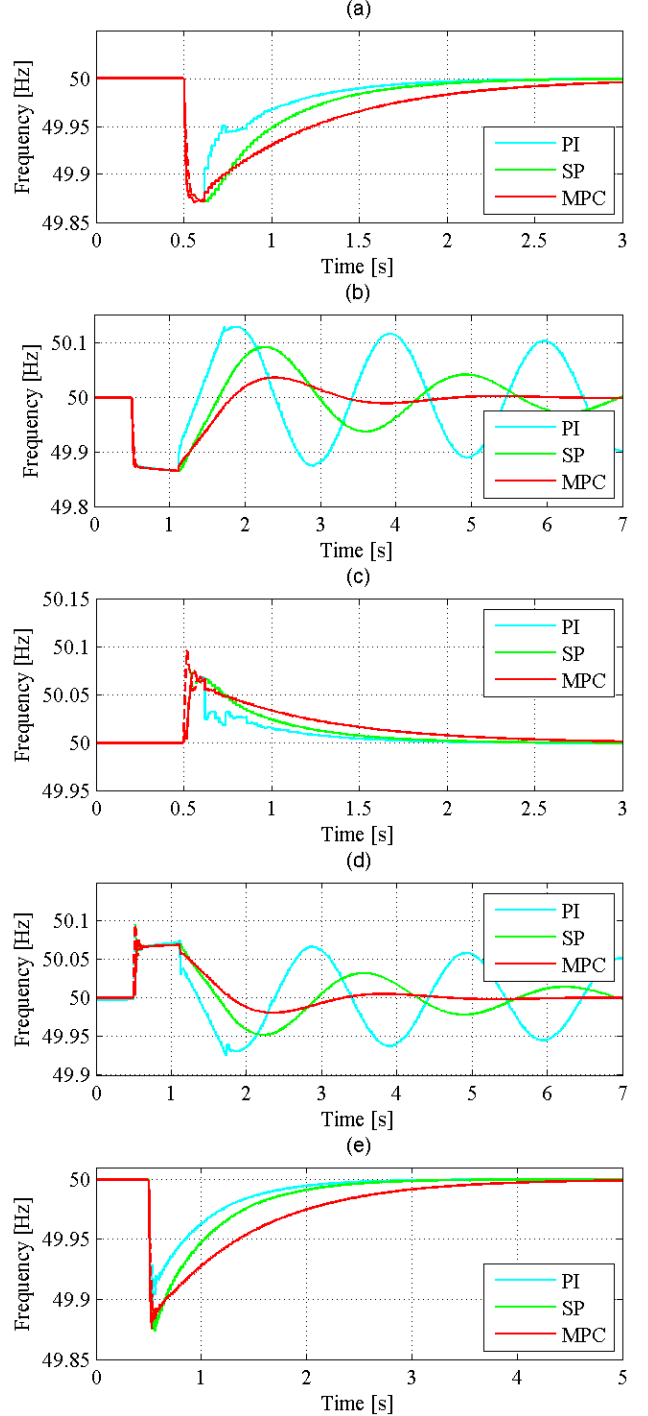 (a)
Frequency [Hz]
50
49.95
49.9
49.85
PI
SP
MPC
0 0.5 1 1.5 2 2.5 3
Time [s]
(b)
Frequency [Hz]
50.1
50
49.9
49.8
PI
SP
MPC
0 1 2 3 4 5 6 7
Time [s]
(c)
Frequency [Hz]
50.15
50.1
50.05
50
49.95
PI
SP
MPC
0 0.5 1 1.5 2 2.5 3
Time [s]
(d)
Frequency [Hz]
50.1
50.05
50
49.95
49.9
PI
SP
MPC
0 1 2 3 4 5 6 7
Time [s]
(e)
Frequency [Hz]
50
49.95
49.9
49.85
PI
SP
MPC
0 1 2 3 4 5
Time [s]